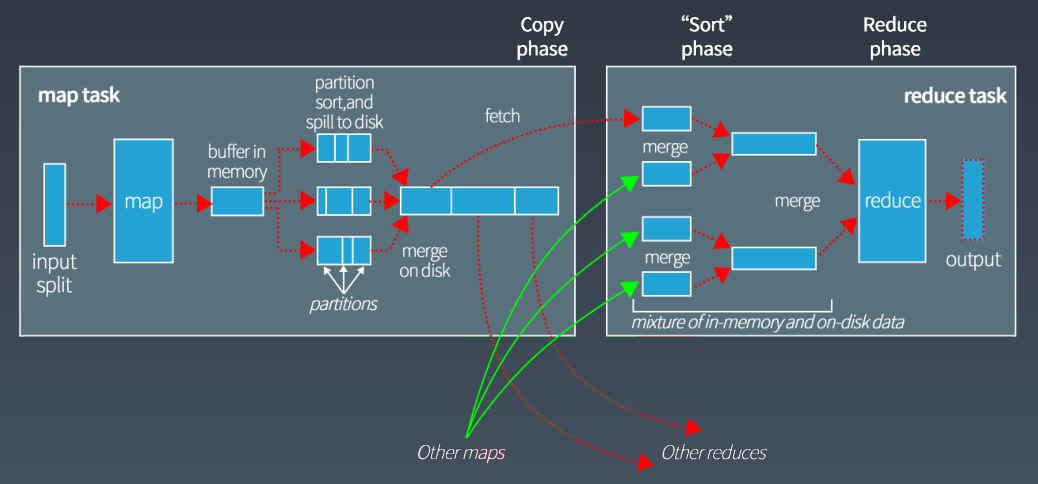 Copy
phase
“Sort”
phase
Reduce
phase
map task
partition
sort,and
spill to disk
fetch
reduce task
buffer in
memory
merge
map
merge
reduce
input
split
merge
on disk
merge
output
partitions
mixture of in-memory and on-disk data
Other maps
Other reduces